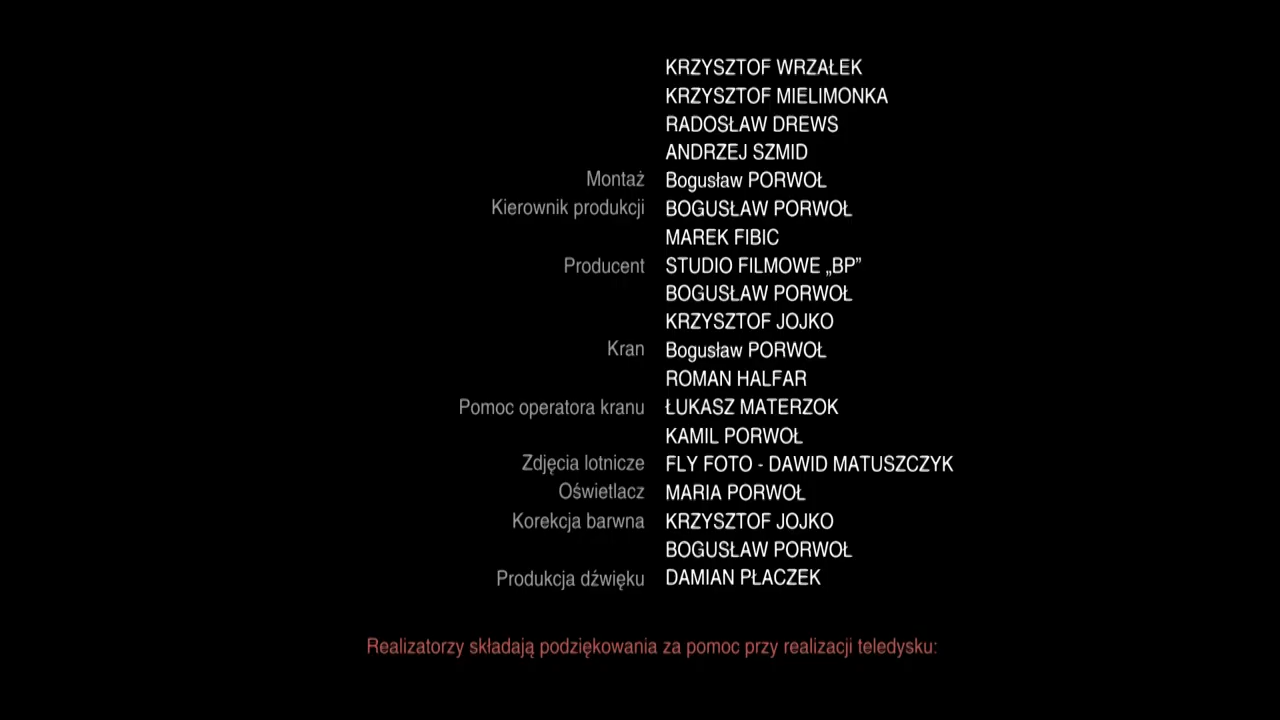 KRZYSZTOF WRZAŁEK
KRZYSZTOF MIELIMONKA
RADOSŁAW DREWS
ANDRZEJ SZMID
Montaż Bogusław PORWOŁ
Kierownik produkcji BOGUSŁAW PORWOŁ
MAREK FIBIC
Producent STUDIO FILMOWE „BP”
BOGUSŁAW PORWOŁ
KRZYSZTOF JOJKO
Kran Bogusław PORWOŁ
ROMAN HALFAR
Pomoc operatora kranu ŁUKASZ MATERZOK
KAMIL PORWOŁ
Zdjęcia lotnicze FLY FOTO - DAWID MATUSZCZYK
Oświetlacz MARIA PORWOŁ
Korekcja barwna KRZYSZTOF JOJKO
BOGUSŁAW PORWOŁ
Produkcja dźwięku DAMIAN PŁACZEK
Realizatorzy składają podziękowania za pomoc przy realizacji teledysku: